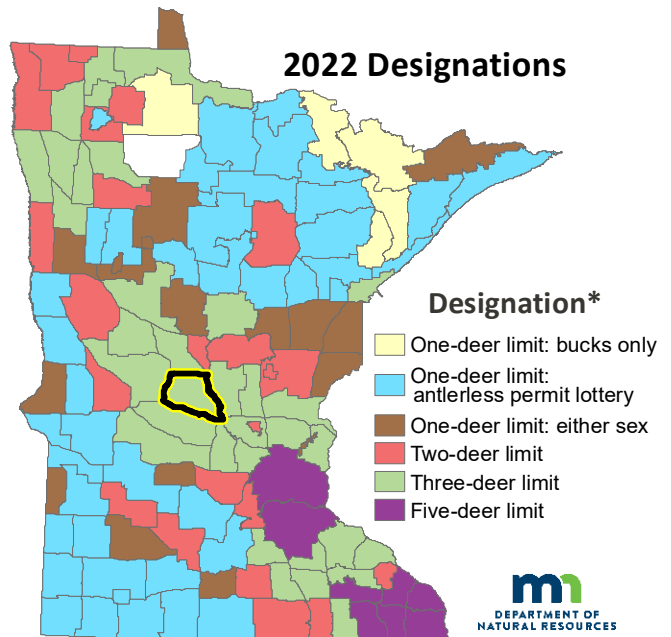 2022 Designations
Designation*
One-deer limit: bucks only
One-deer limit:
antlerless permit lottery
One-deer limit: either sex
Two-deer limit
Three-deer limit
Five-deer limit
mn
DEPARTMENT OF
NATURAL RESOURCES